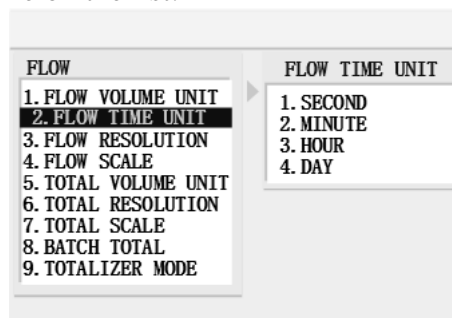 FLOW
1. FLOW VOLUME UNIT
2. FLOW TIME UNIT
3. FLOW RESOLUTION
4. FLOW SCALE
5. TOTAL VOLUME UNIT
6. TOTAL RESOLUTION
7. TOTAL SCALE
8. BATCH TOTAL
9. TOTALIZER MODE
FLOW TIME UNIT
1. SECOND
2. MINUTE
3. HOUR
4. DAY